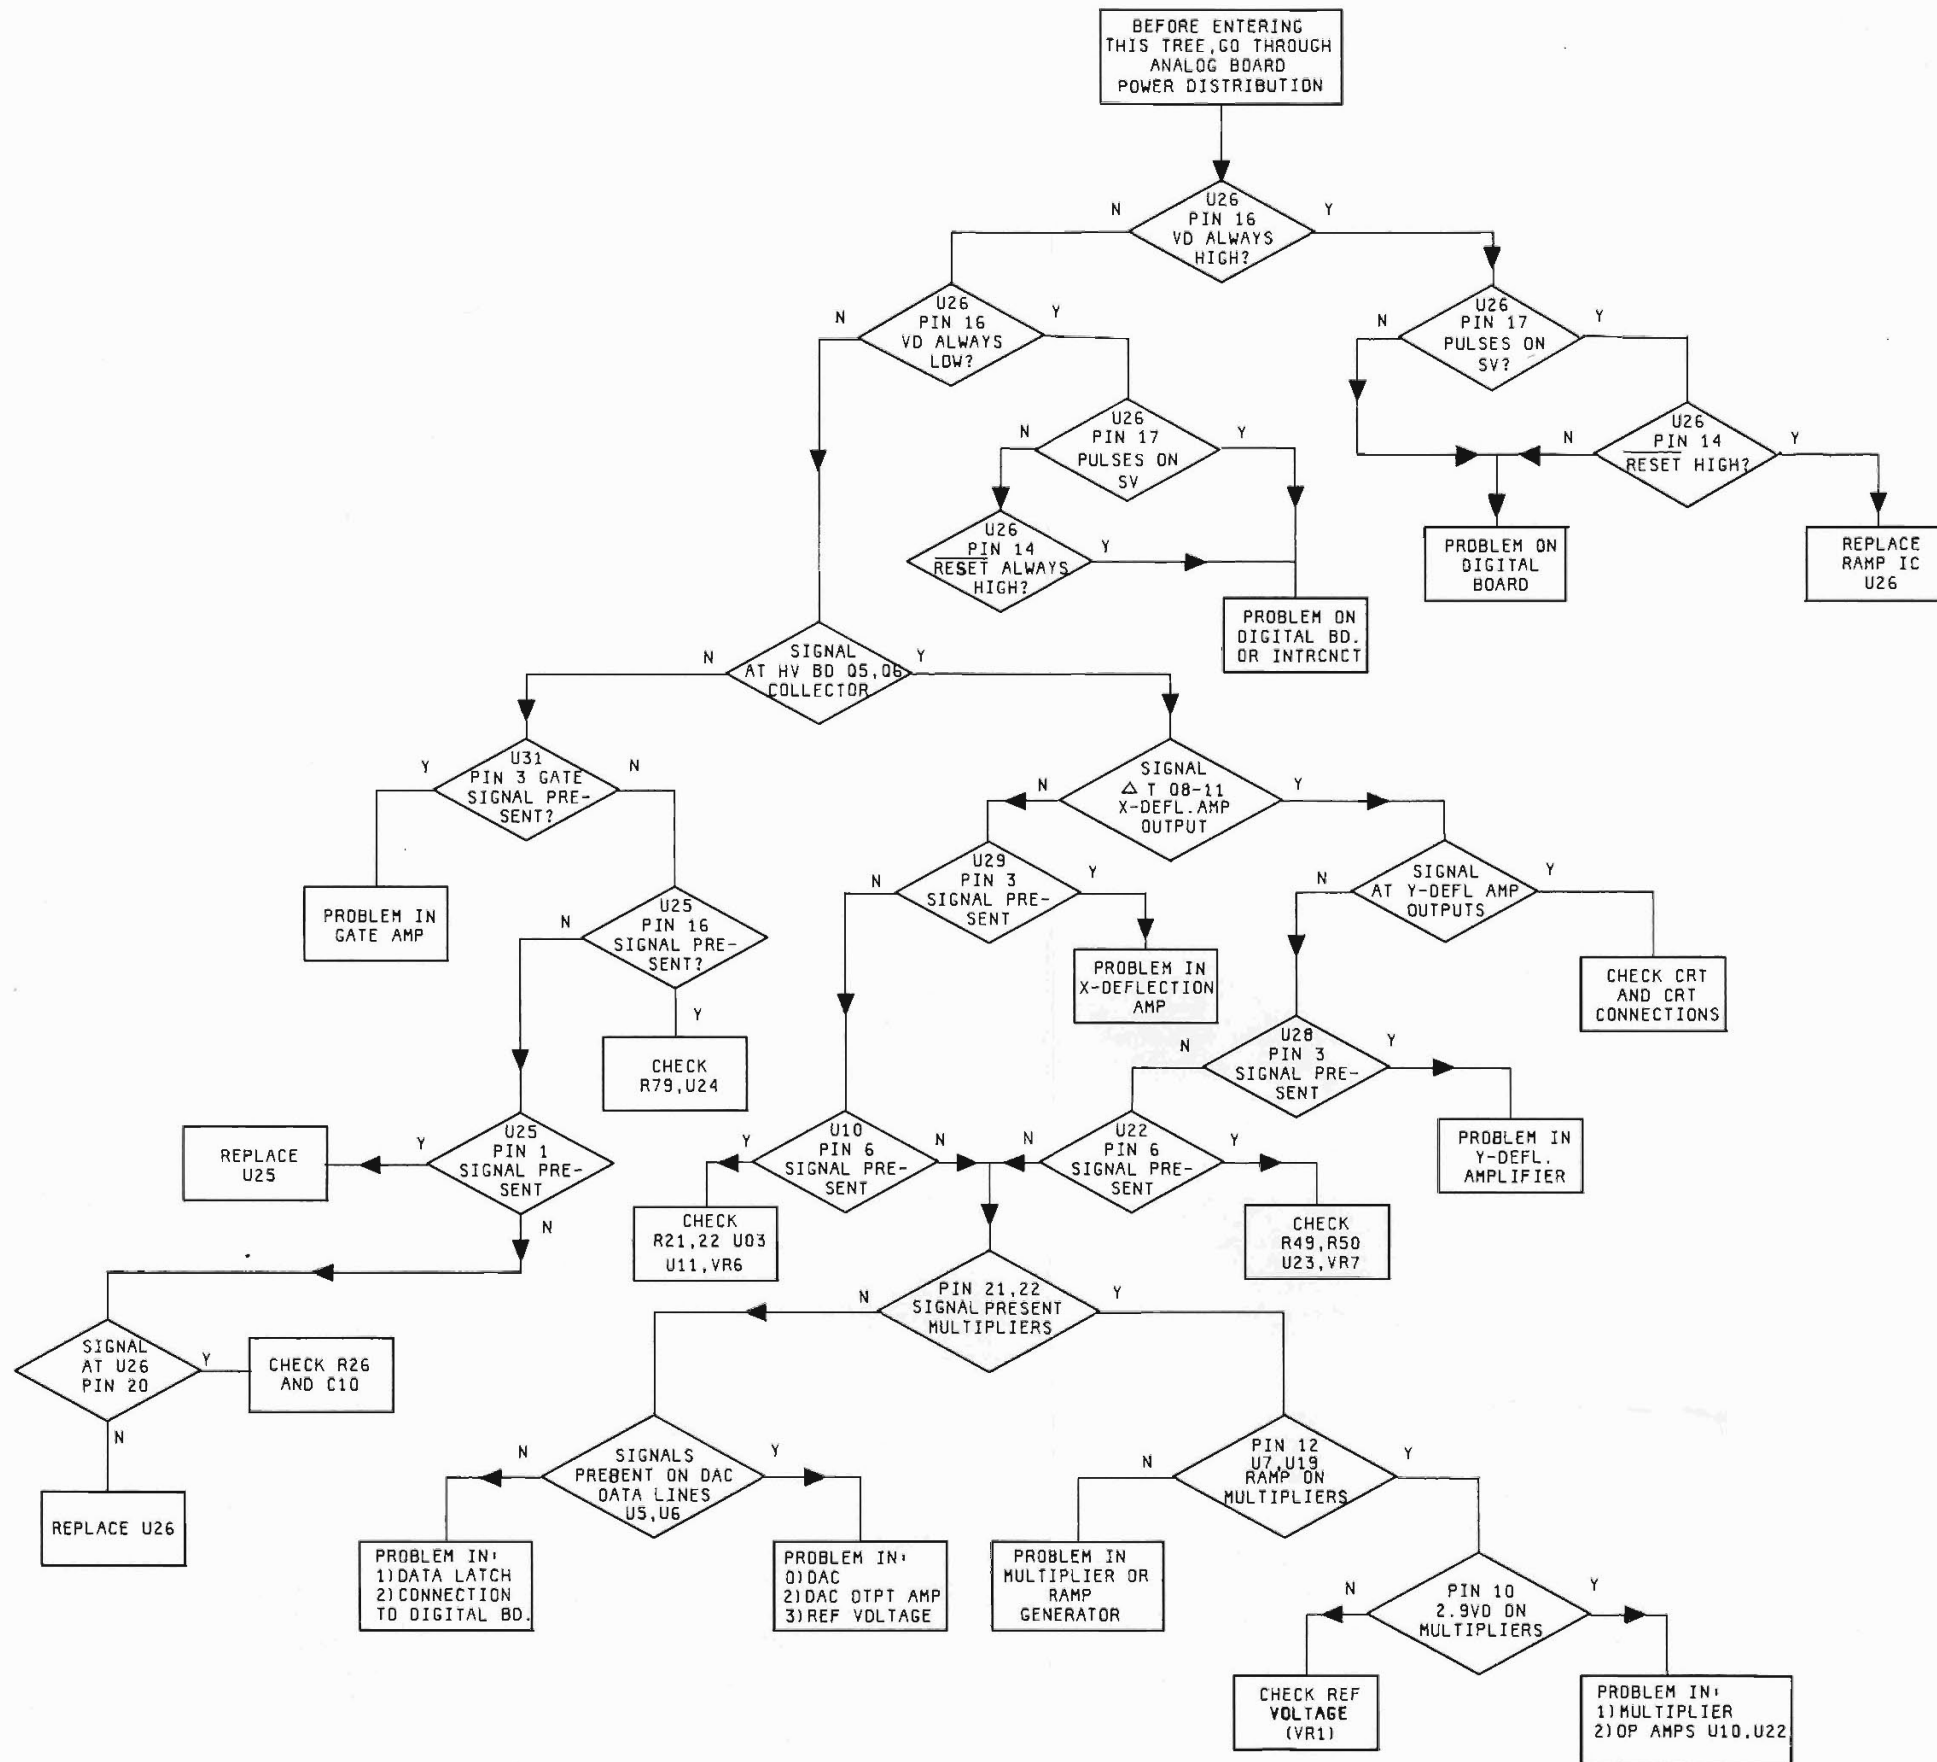 BEFORE ENTERING
THIS TREE,GO THROUGH
ANALOG BOARD
POWER DISTRIBUTION
U26
PIN 16
VD ALWAYS
HIGH?
N
Y
U26
PIN 16
VD ALWAYS
LOW?
N
Y
U26
PIN 17
PULSES ON
SV?
N
Y
U26
PIN 17
PULSES ON
SV
N
Y
U26
PIN 14
RESET HIGH?
N
Y
U26
PIN 14
RESET ALWAYS
HIGH?
Y
PROBLEM ON
DIGITAL
BOARD
REPLACE
RAMP IC
U26
PROBLEM ON
DIGITAL BD.
OR INTRCNCT
SIGNAL
AT HV BD Q5,Q6
COLLECTOR
N
Y
U31
PIN 3 GATE
SIGNAL PRE-
SENT?
Y
N
SIGNAL
△ T 08-11
X-DEFL.AMP
OUTPUT
N
Y
PROBLEM IN
GATE AMP
U25
PIN 16
SIGNAL PRE-
SENT?
N
Y
U29
PIN 3
SIGNAL PRE-
SENT
N
Y
SIGNAL
AT Y-DEFL AMP
OUTPUTS
N
Y
PROBLEM IN
X-DEFLECTION
AMP
CHECK CRT
AND CRT
CONNECTIONS
CHECK
R79,U24
U28
PIN 3
SIGNAL PRE-
SENT
N
Y
REPLACE
U25
U25
PIN 1
SIGNAL PRE-
SENT
Y
N
U10
PIN 6
SIGNAL PRE-
SENT
Y
N
U22
PIN 6
SIGNAL PRE-
SENT
N
Y
PROBLEM IN
Y-DEFL.
AMPLIFIER
CHECK
R21,22 U03
U11,VR6
CHECK
R49,R50
U23,VR7
PIN 21,22
SIGNAL PRESENT
MULTIPLIERS
N
Y
SIGNAL
AT U26
PIN 20
Y
N
CHECK R26
AND C10
REPLACE U26
SIGNALS
PREBENT ON DAC
DATA LINES
U5,U6
N
Y
PIN 12
U7,U19
RAMP ON
MULTIPLIERS
N
Y
PROBLEM IN:
1)DATA LATCH
2)CONNECTION
TO DIGITAL BD.
PROBLEM IN:
0)DAC
2)DAC OTPT AMP
3)REF VOLTAGE
PROBLEM IN
MULTIPLIER OR
RAMP
GENERATOR
PIN 10
2.9VD ON
MULTIPLIERS
N
Y
CHECK REF
VOLTAGE
(VR1)
PROBLEM IN:
1)MULTIPLIER
2)OP AMPS U10,U22